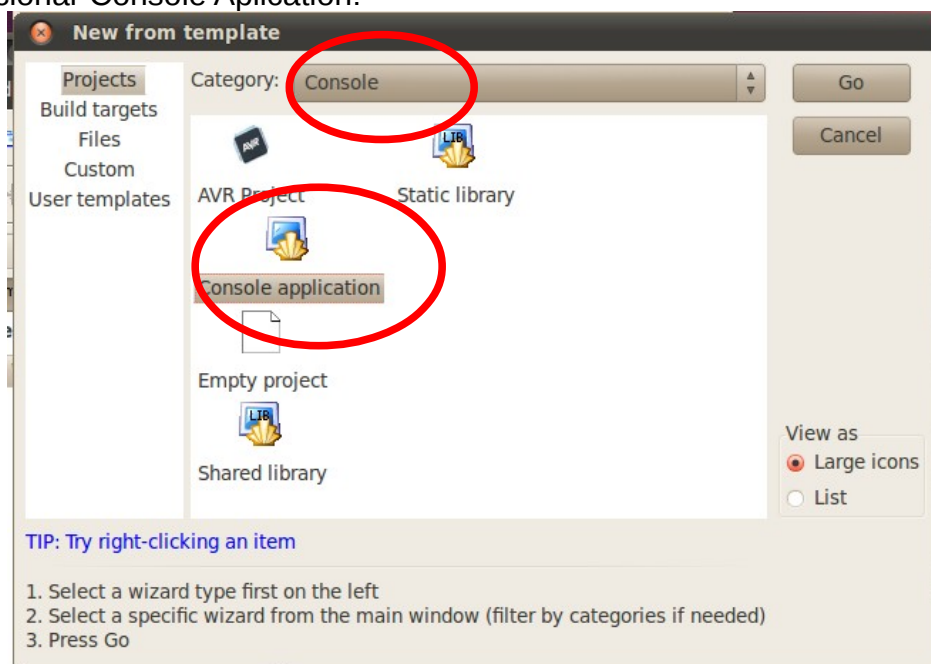 cionar Console Aplication.
New from template
Projects
Build targets
Files
Custom
User templates
Category: Console
Go
Cancel
AVR
LIB
AVR Project
Static library
Console application
Empty project
LIB
Shared library
View as
Large icons
List
TIP: Try right-clicking an item
1. Select a wizard type first on the left
2. Select a specific wizard from the main window (filter by categories if needed)
3. Press Go